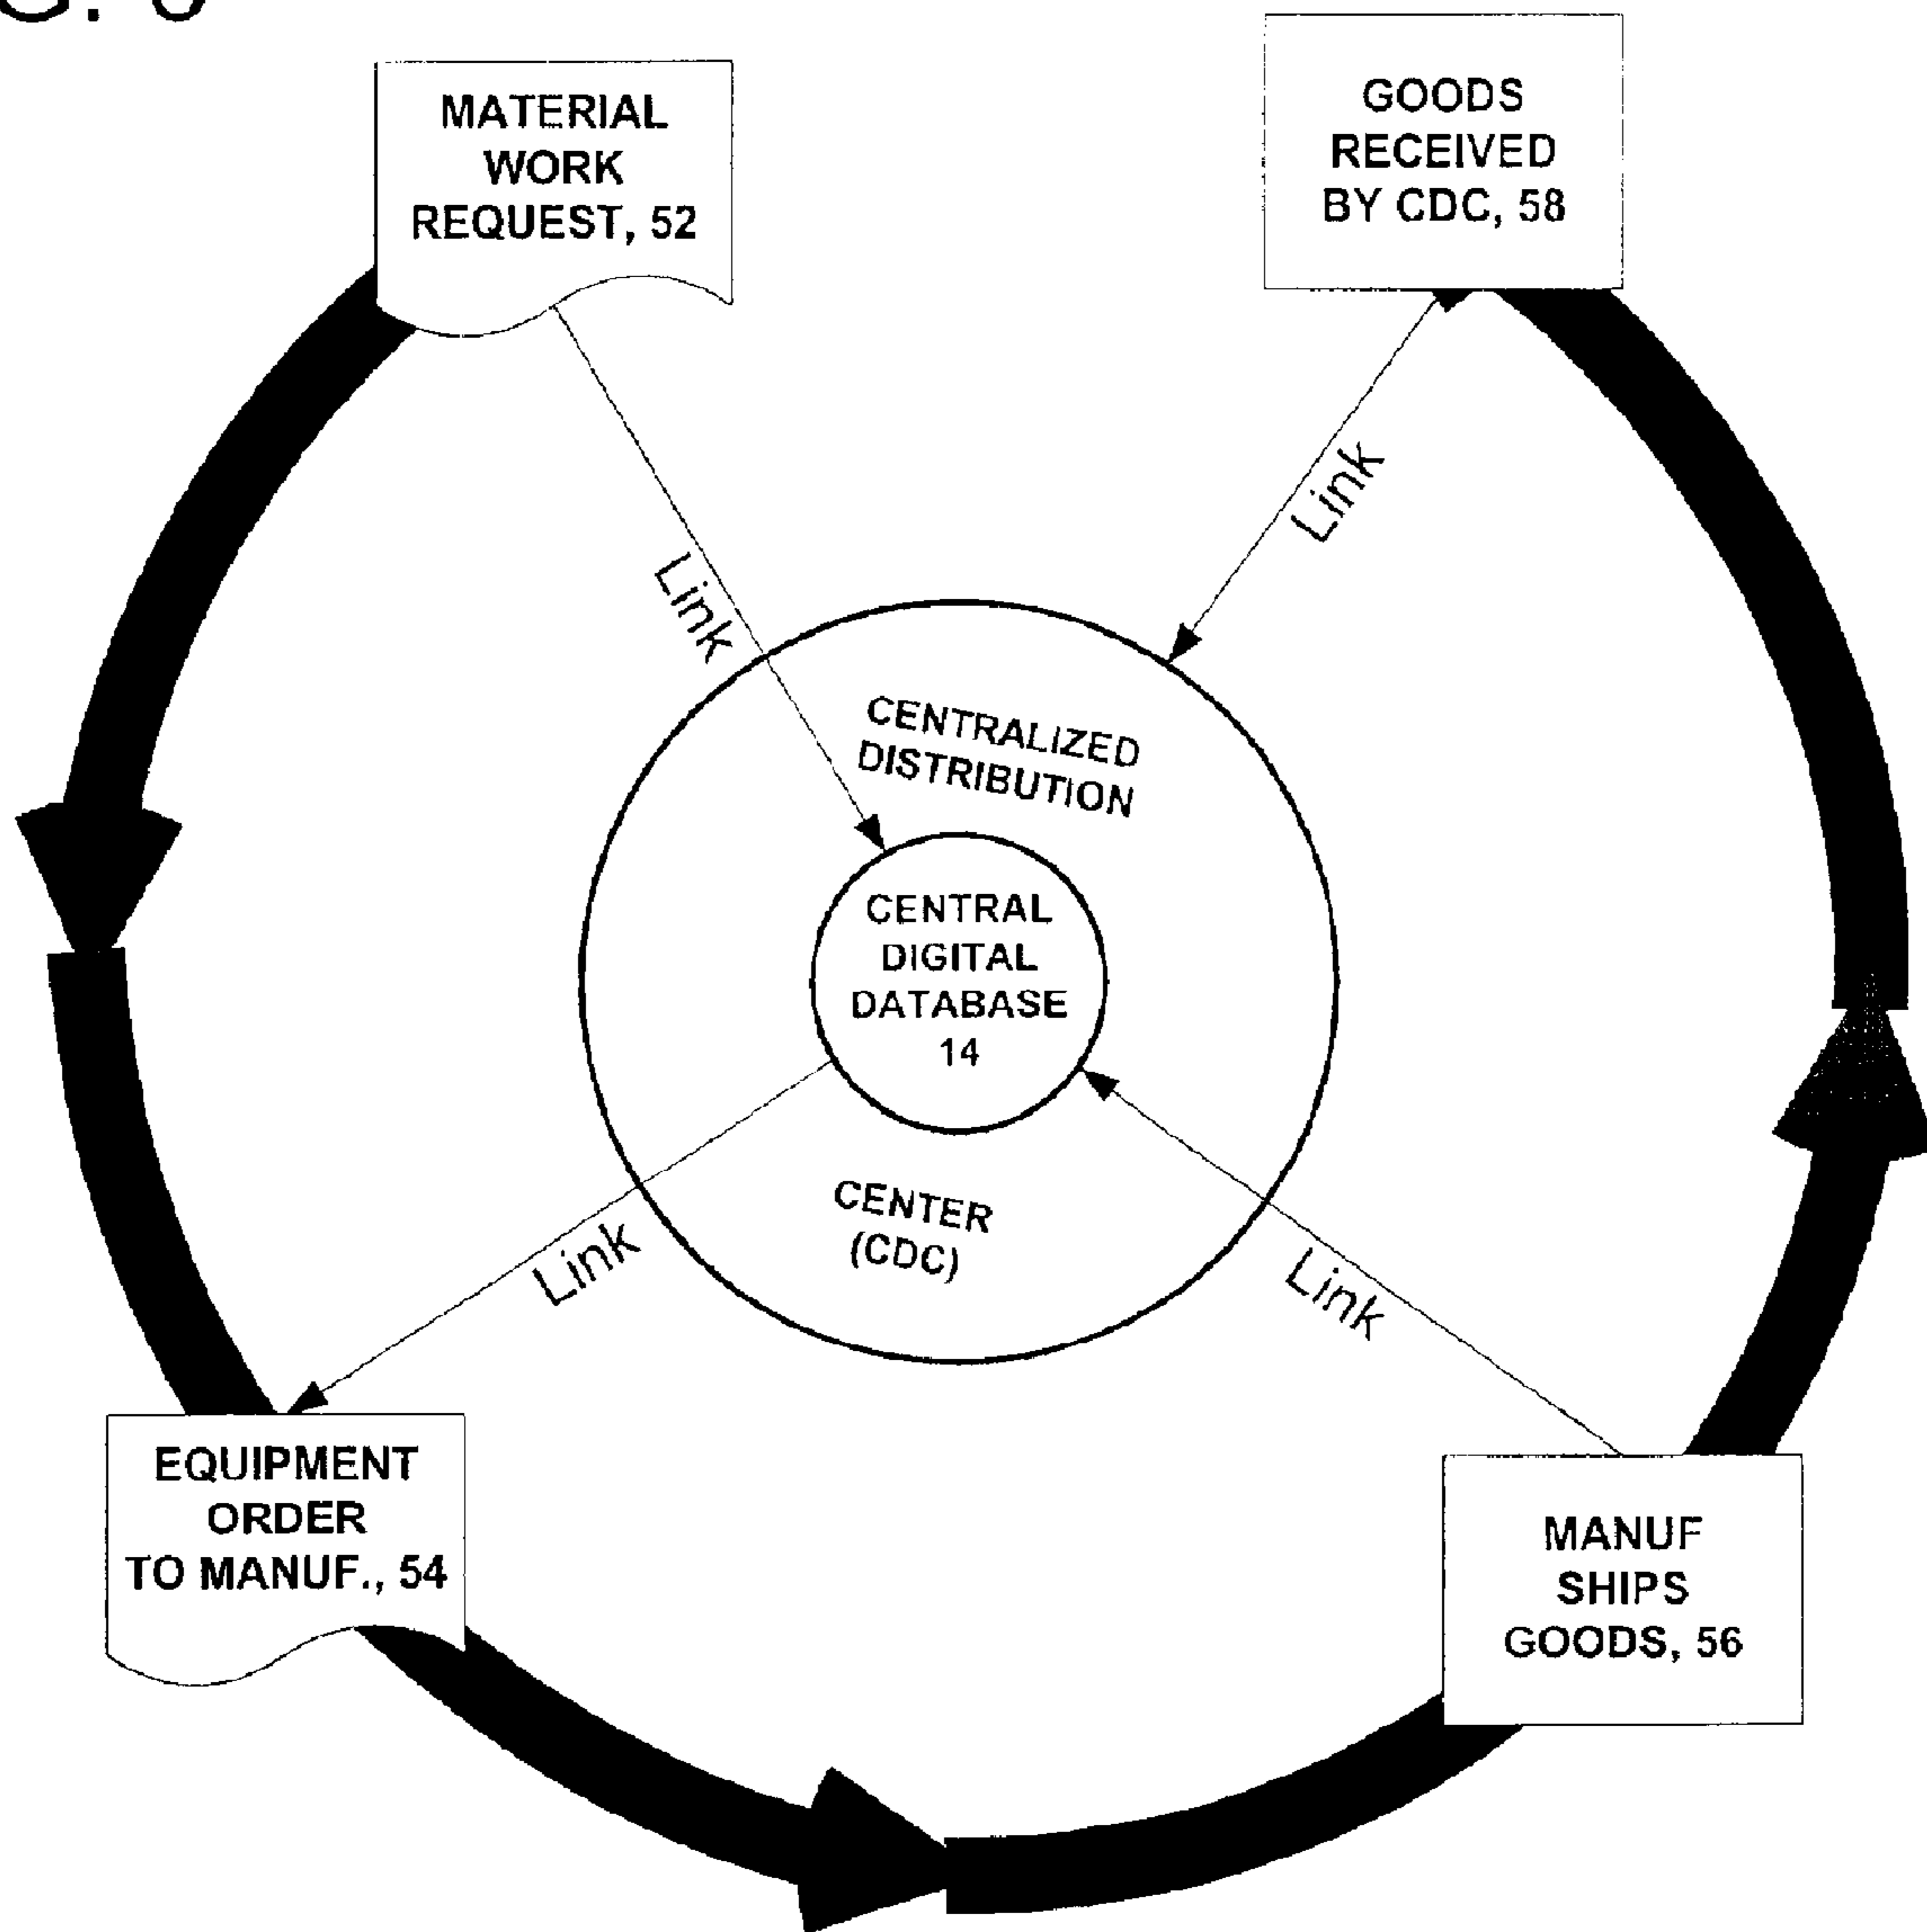 MATERIAL
WORK
REQUEST, 52
GOODS
RECEIVED
BY CDC, 58
Link
Link
CENTRALIZED
DISTRIBUTION
CENTRAL
DIGITAL
DATABASE
14
CENTER
(CDC)
Link
Link
EQUIPMENT
ORDER
TO MANUF., 54
MANUF
SHIPS
GOODS, 56